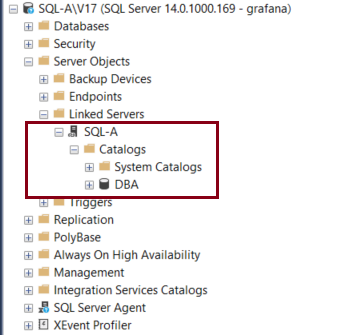 SQL-A\V17 (SQL Server 14.0.1000.169 - grafana)
Databases
Security
Server Objects
Backup Devices
Endpoints
Linked Servers
SQL-A
Catalogs
System Catalogs
DBA
Triggers
Replication
PolyBase
Always On High Availability
Management
Integration Services Catalogs
SQL Server Agent
XEvent Profiler